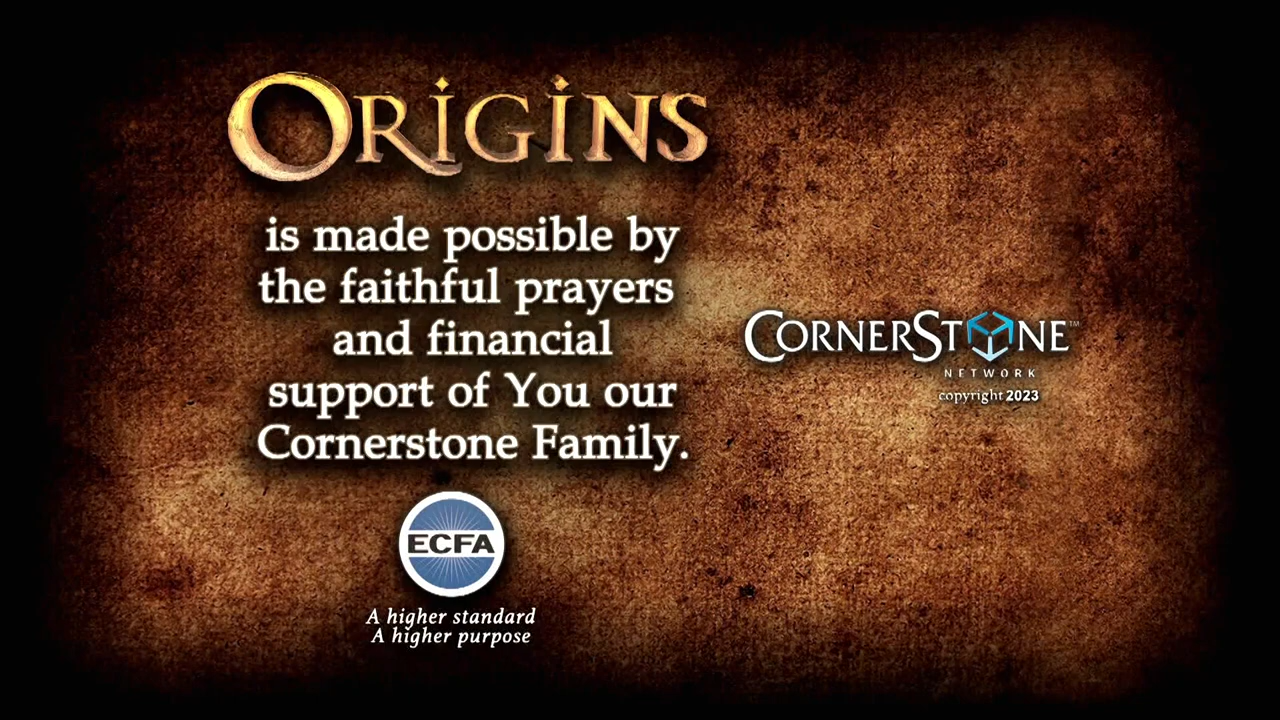 ORIGINS
is made possible by
the faithful prayers
and financial
support of You our
Cornerstone Family.
ECFA
A higher standard
A higher purpose
CORNERSTONE™
NETWORK
copyright 2023